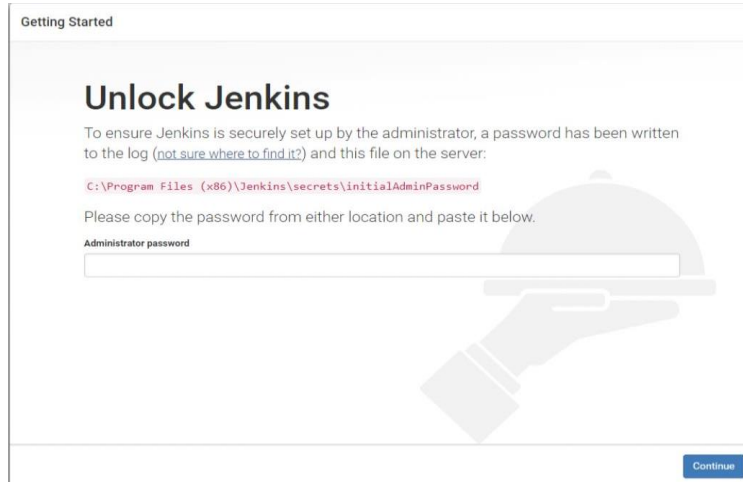 Getting Started
Unlock Jenkins
To ensure Jenkins is securely set up by the administrator, a password has been written
to the log (not sure where to find it?) and this file on the server:
C:\Program Files (x86)\Jenkins\secrets\initialAdminPassword
Please copy the password from either location and paste it below.
Administrator password
Continue